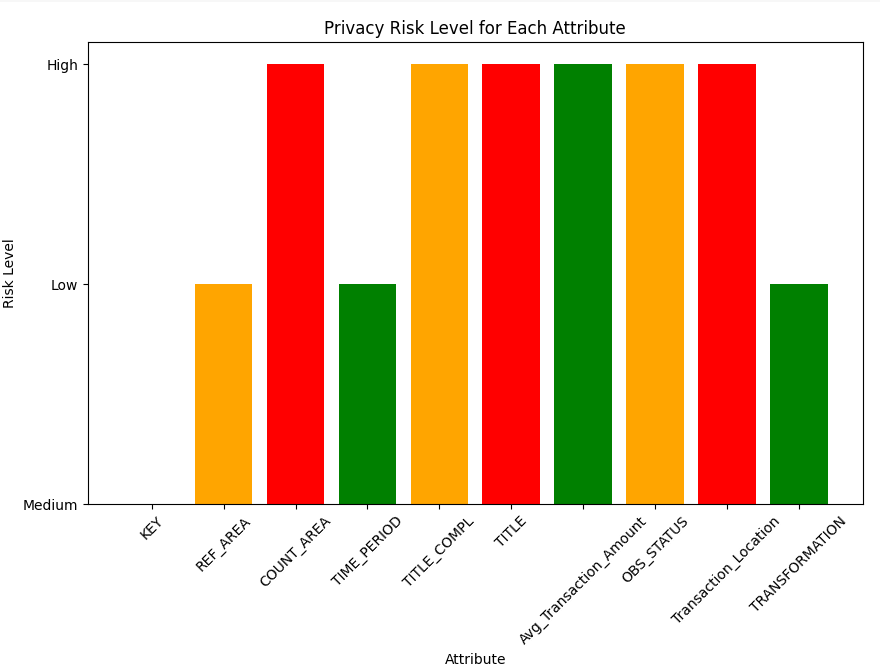 Privacy Risk Level for Each Attribute
High
Low
Medium
Risk Level
KEY
REF_AREA
COUNT_AREA
TIME_PERIOD
TITLE_COMPL
TITLE
Avg_Transaction_Amount
OBS_STATUS
Transaction_Location
TRANSFORMATION
Attribute